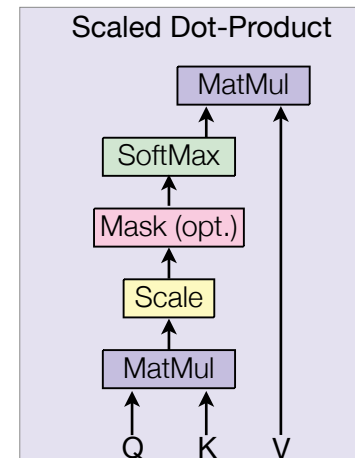 Scaled Dot-Product
MatMul
SoftMax
Mask (opt.)
Scale
MatMul
Q K V